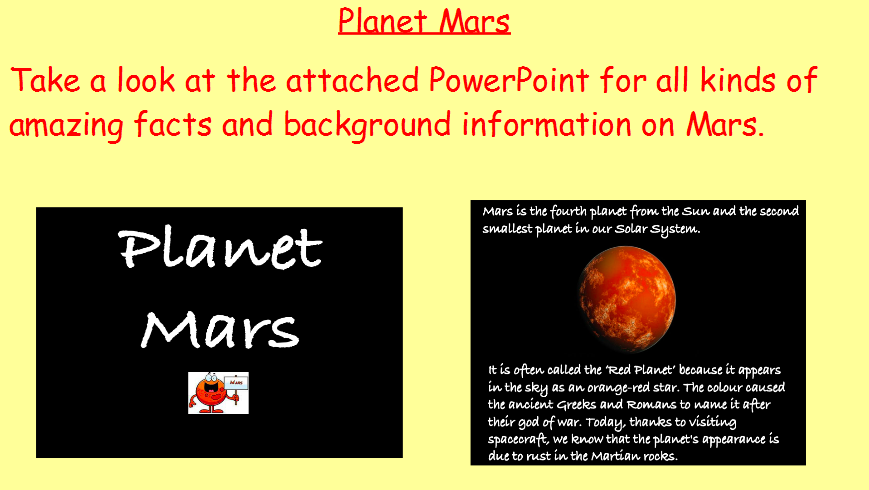 Planet Mars
Take a look at the attached PowerPoint for all kinds of
amazing facts and background information on Mars.
Planet
Mars
Mars
Mars is the fourth planet from the Sun and the second
smallest planet in our Solar System.
It is often called the ‘Red Planet’ because it appears
in the sky as an orange-red star. The colour caused
the ancient Greeks and Romans to name it after
their god of war. Today, thanks to visiting
spacecraft, we know that the planet's appearance is
due to rust in the Martian rocks.